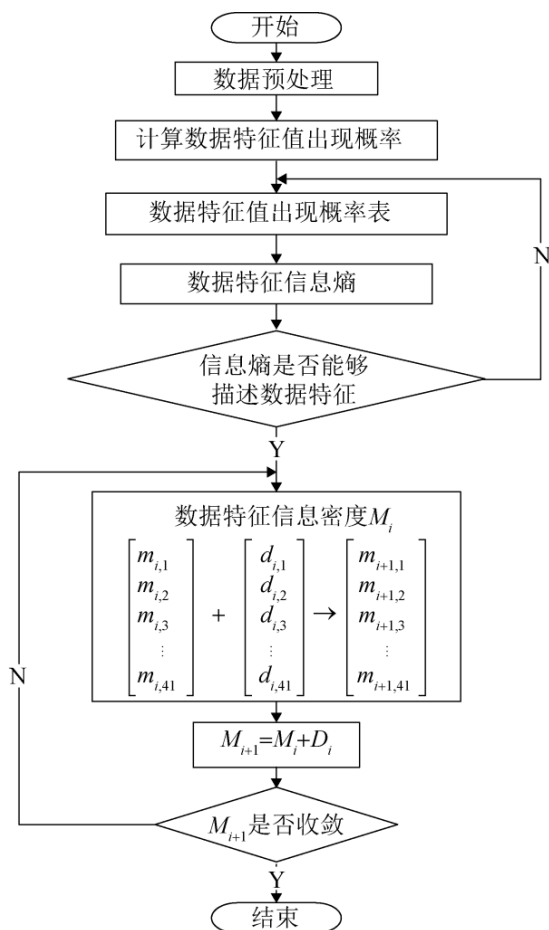 开始
数据预处理
计算数据特征值出现概率
数据特征值出现概率表
N
数据特征信息熵
信息熵是否能够
描述数据特征
Y
数据特征信息密度M_i
m_{i,1} d_{i,1} m_{i+1,1}
m_{i,2} d_{i,2} m_{i+1,2}
m_{i,3} + d_{i,3} → m_{i+1,3}
⋮ ⋮ ⋮
m_{i,41} d_{i,41} m_{i+1,41}
N
M_{i+1}=M_i+D_i
M_{i+1}是否收敛
Y
结束